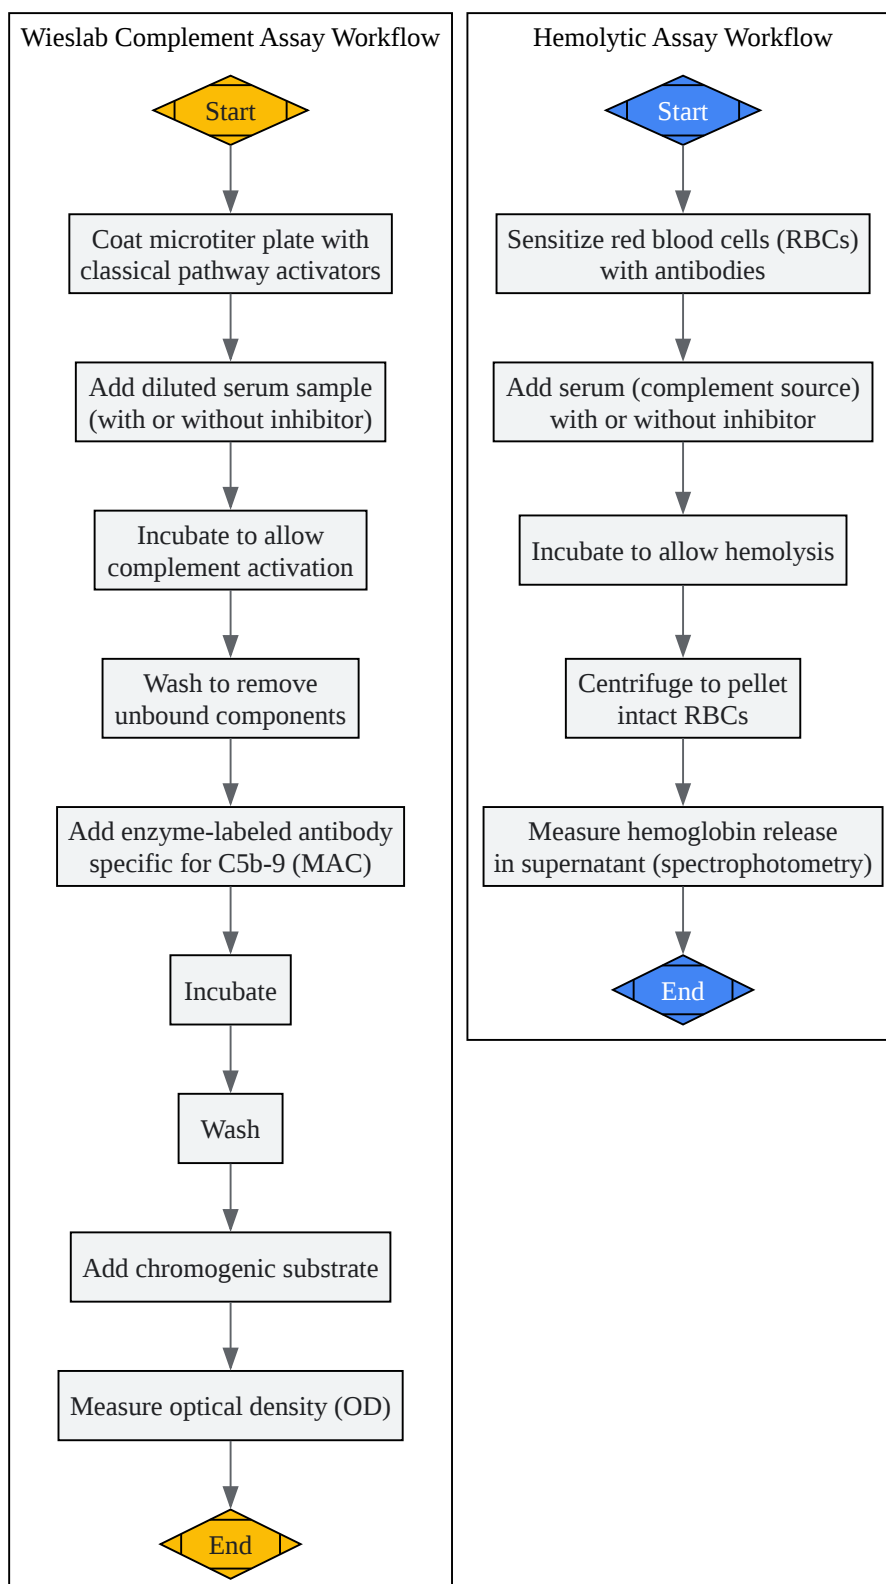 Wieslab Complement Assay Workflow
Start
Coat microtiter plate with
classical pathway activators
Add diluted serum sample
(with or without inhibitor)
Incubate to allow
complement activation
Wash to remove
unbound components
Add enzyme-labeled antibody
specific for C5b-9 (MAC)
Incubate
Wash
Add chromogenic substrate
Measure optical density (OD)
End
Hemolytic Assay Workflow
Start
Sensitize red blood cells (RBCs)
with antibodies
Add serum (complement source)
with or without inhibitor
Incubate to allow hemolysis
Centrifuge to pellet
intact RBCs
Measure hemoglobin release
in supernatant (spectrophotometry)
End